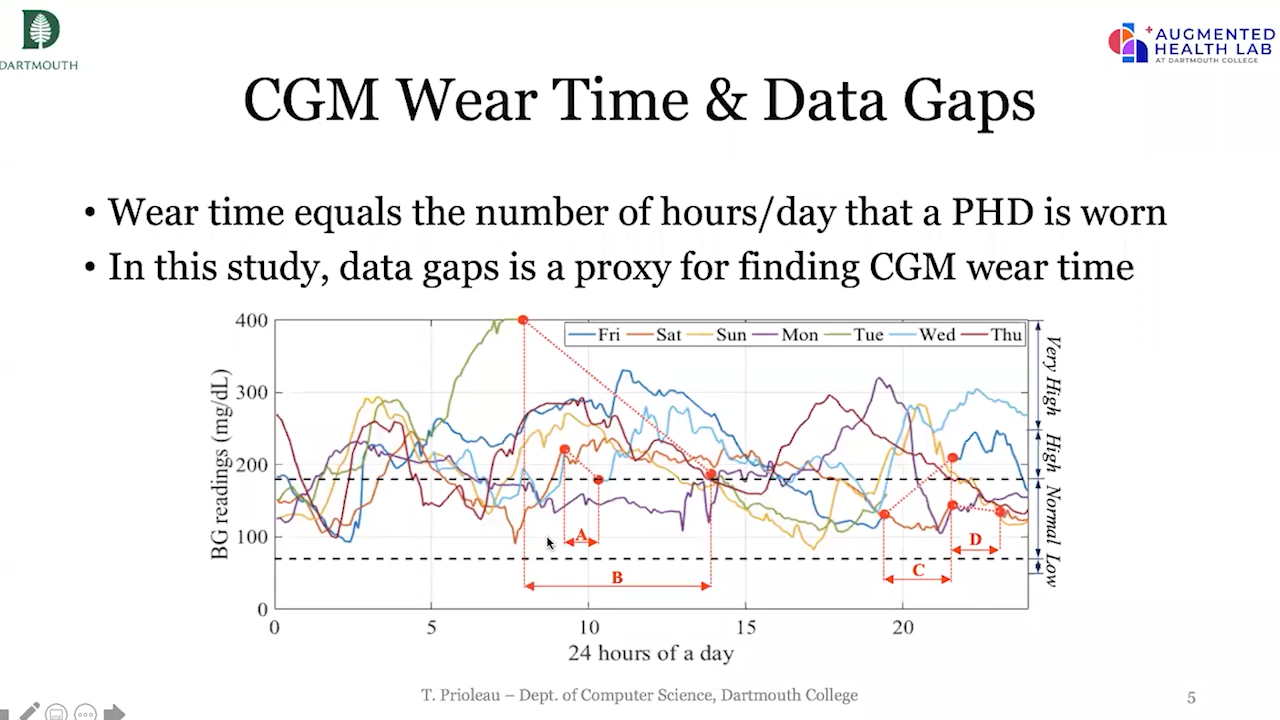 DARTMOUTH
AUGMENTED
HEALTH LAB
AT DARTMOUTH COLLEGE
CGM Wear Time & Data Gaps
• Wear time equals the number of hours/day that a PHD is worn
• In this study, data gaps is a proxy for finding CGM wear time
400
300
200
100
0
BG readings (mg/dL)
Fri Sat Sun Mon Tue Wed Thu
A
B
C
D
Very High
High
Normal
Low
0 5 10 15 20
24 hours of a day
T. Prioleau – Dept. of Computer Science, Dartmouth College
5